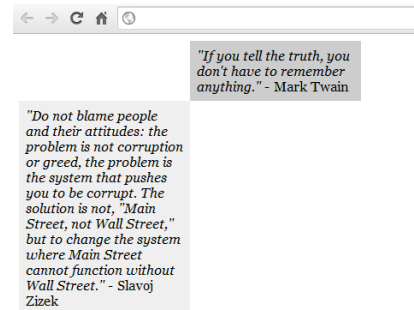 "If you tell the truth, you
don't have to remember
anything." - Mark Twain
"Do not blame people
and their attitudes: the
problem is not corruption
or greed, the problem is
the system that pushes
you to be corrupt. The
solution is not, "Main
Street, not Wall Street,"
but to change the system
where Main Street
cannot function without
Wall Street." - Slavoj
Zizek